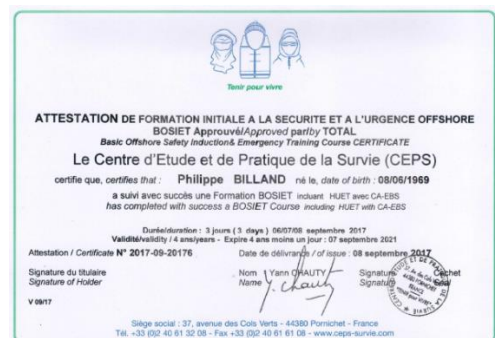 Tenir pour vivre
ATTESTATION DE FORMATION INITIALE A LA SECURITE ET A L'URGENCE OFFSHORE
BOSIET Approuvé/Approved par/by TOTAL
Basic Offshore Safety Induction& Emergency Training Course CERTIFICATE
Le Centre d'Etude et de Pratique de la Survie (CEPS)
certifie que, certifies that : Philippe BILLAND né le, date of birth : 08/06/1969
a suivi avec succès une Formation BOSIET incluant HUET avec CA-EBS
has completed with success a BOSIET Course including HUET with CA-EBS
Durée/duration : 3 jours ( 3 days ) 06/07/08 septembre 2017
Validité/validity / 4 ans/years - Expire 4 ans moins un jour : 07 septembre 2021
Attestation / Certificate N° 2017-09-20176 Date de délivrance / of issue : 08 septembre 2017
Signature du titulaire Nom Yann CHAUTY Signature Cachet
Signature of Holder Name Signature
V 09/17
Siège social : 37, avenue des Cols Verts - 44380 Pornichet - France
Tél. +33 (0)2 40 61 32 08 - Fax +33 (0)2 40 61 61 08 - www.ceps-survie.com